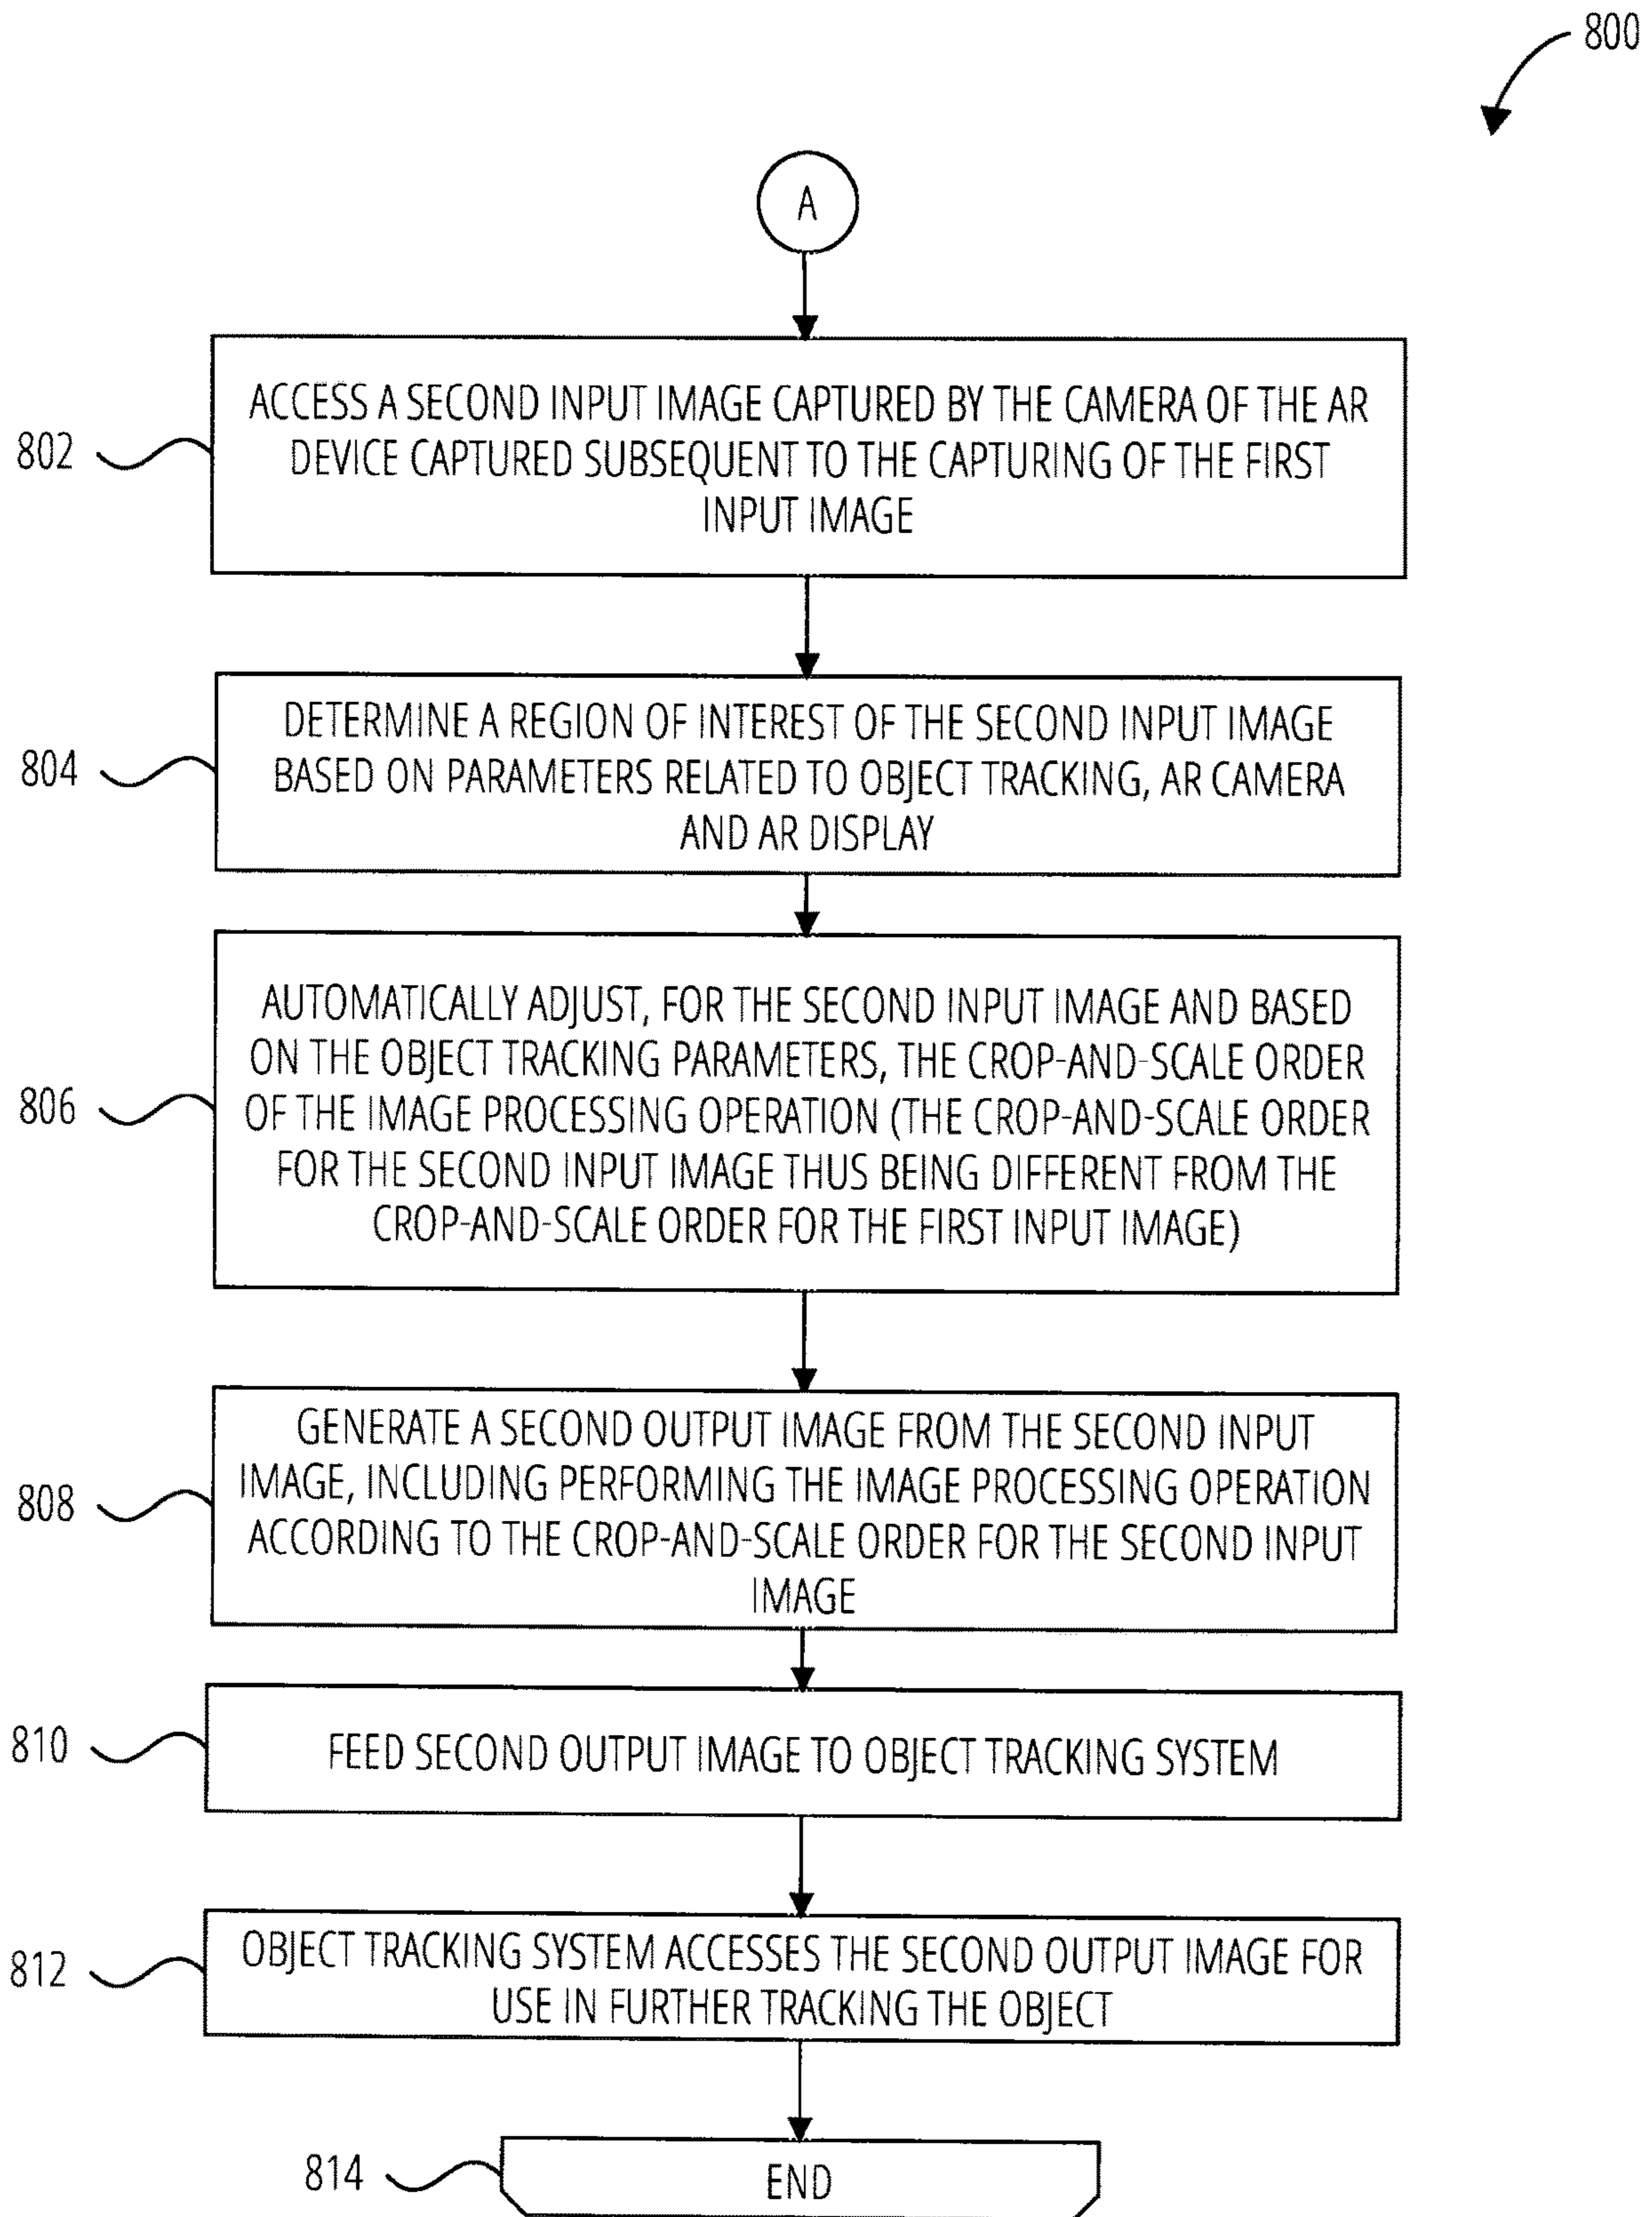 800
A
802
ACCESS A SECOND INPUT IMAGE CAPTURED BY THE CAMERA OF THE AR
DEVICE CAPTURED SUBSEQUENT TO THE CAPTURING OF THE FIRST
INPUT IMAGE
804
DETERMINE A REGION OF INTEREST OF THE SECOND INPUT IMAGE
BASED ON PARAMETERS RELATED TO OBJECT TRACKING, AR CAMERA
AND AR DISPLAY
806
AUTOMATICALLY ADJUST, FOR THE SECOND INPUT IMAGE AND BASED
ON THE OBJECT TRACKING PARAMETERS, THE CROP-AND-SCALE ORDER
OF THE IMAGE PROCESSING OPERATION (THE CROP-AND-SCALE ORDER
FOR THE SECOND INPUT IMAGE THUS BEING DIFFERENT FROM THE
CROP-AND-SCALE ORDER FOR THE FIRST INPUT IMAGE)
808
GENERATE A SECOND OUTPUT IMAGE FROM THE SECOND INPUT
IMAGE, INCLUDING PERFORMING THE IMAGE PROCESSING OPERATION
ACCORDING TO THE CROP-AND-SCALE ORDER FOR THE SECOND INPUT
IMAGE
810
FEED SECOND OUTPUT IMAGE TO OBJECT TRACKING SYSTEM
812
OBJECT TRACKING SYSTEM ACCESSES THE SECOND OUTPUT IMAGE FOR
USE IN FURTHER TRACKING THE OBJECT
814
END